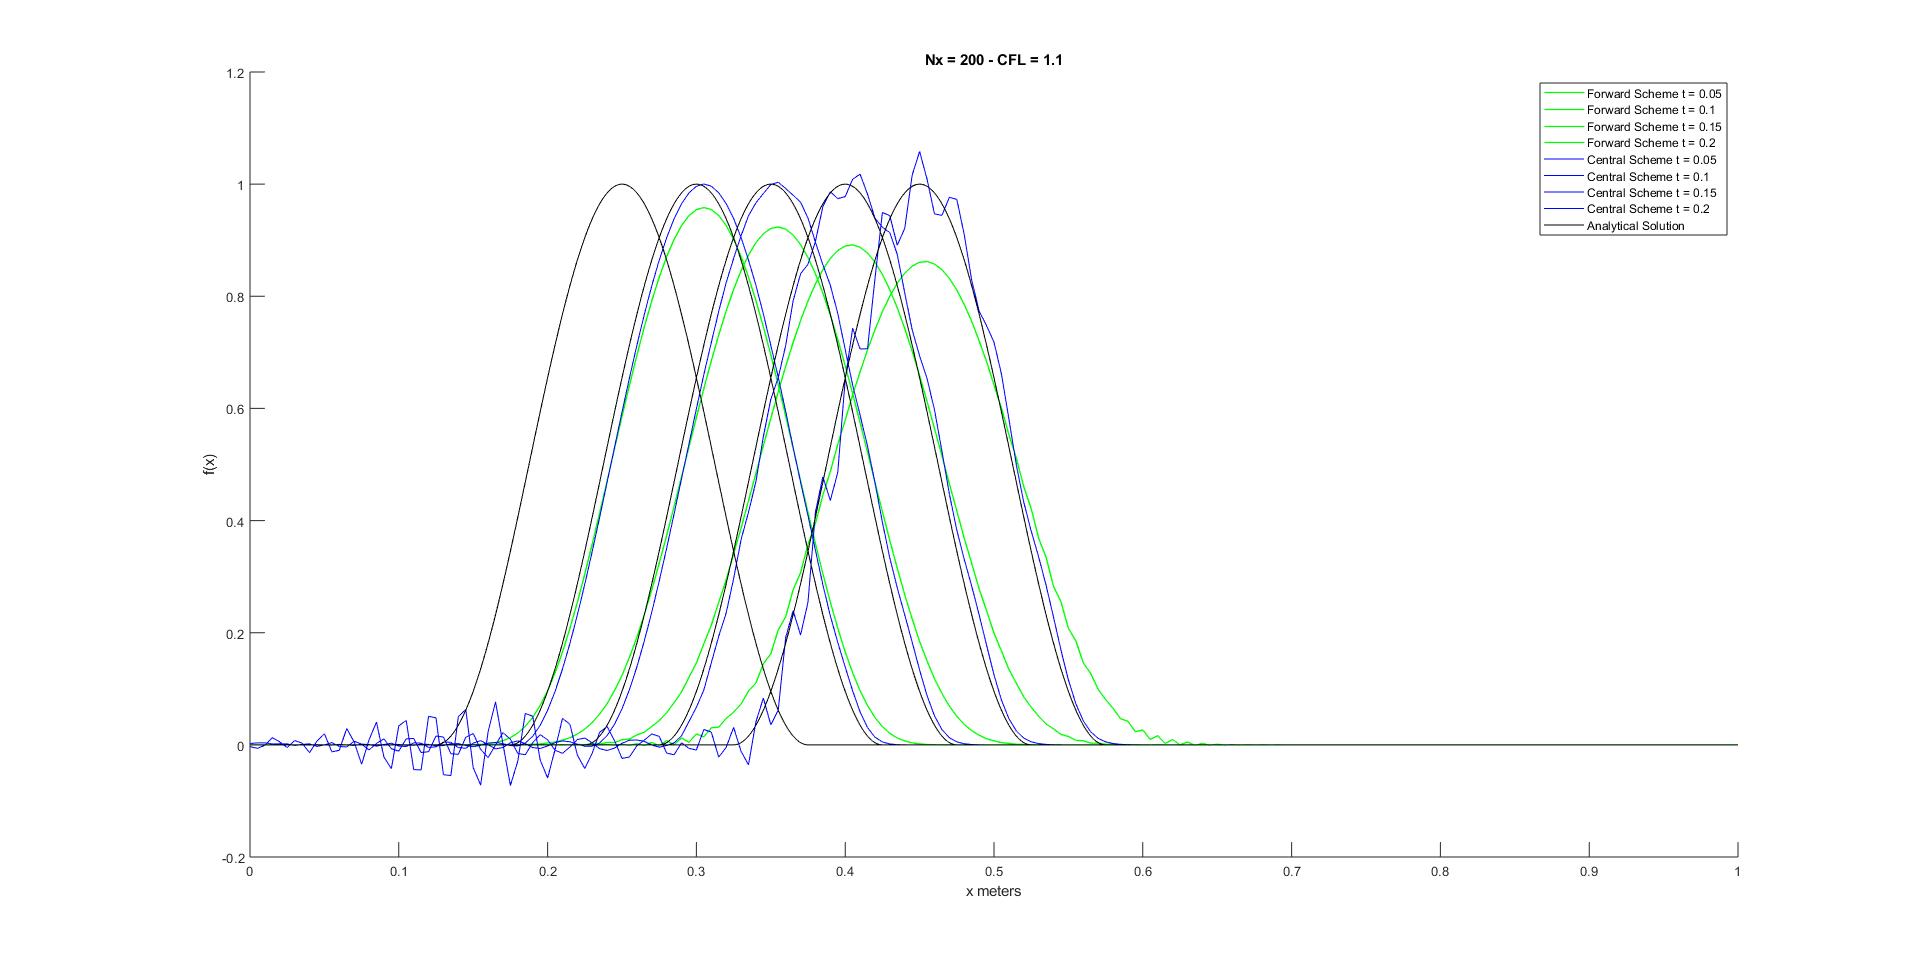 Nx = 200 - CFL = 1.1
1.2
1
0.8
0.6
0.4
0.2
0
-0.2
f(x)
0 0.1 0.2 0.3 0.4 0.5 0.6 0.7 0.8 0.9 1
x meters
Forward Scheme t = 0.05
Forward Scheme t = 0.1
Forward Scheme t = 0.15
Forward Scheme t = 0.2
Central Scheme t = 0.05
Central Scheme t = 0.1
Central Scheme t = 0.15
Central Scheme t = 0.2
Analytical Solution